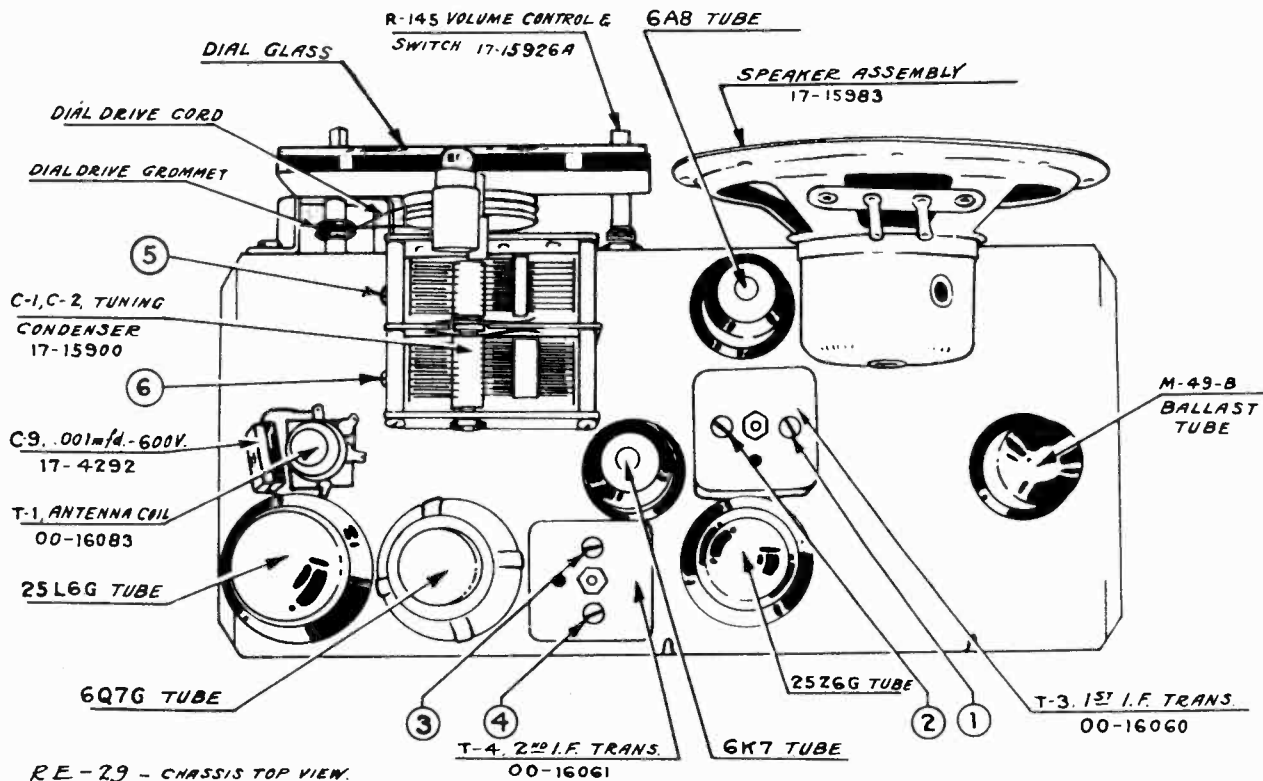 R-145 VOLUME CONTROL &
SWITCH 17-15926A
6A8 TUBE
DIAL GLASS
SPEAKER ASSEMBLY
17-15983
DIAL DRIVE CORD
DIAL DRIVE GROMMET
5
C-1, C-2, TUNING
CONDENSER
17-15900
6
M-49-B
BALLAST
TUBE
C-9, .001 mfd.-600V.
17-4292
T-1, ANTENNA COIL
00-16083
25L6G TUBE
6Q7G TUBE
3
4
T-4, 2ND I.F. TRANS.
00-16061
6K7 TUBE
25Z6G TUBE
2
1
T-3, 1ST I.F. TRANS.
00-16060
RE-29 - CHASSIS TOP VIEW.